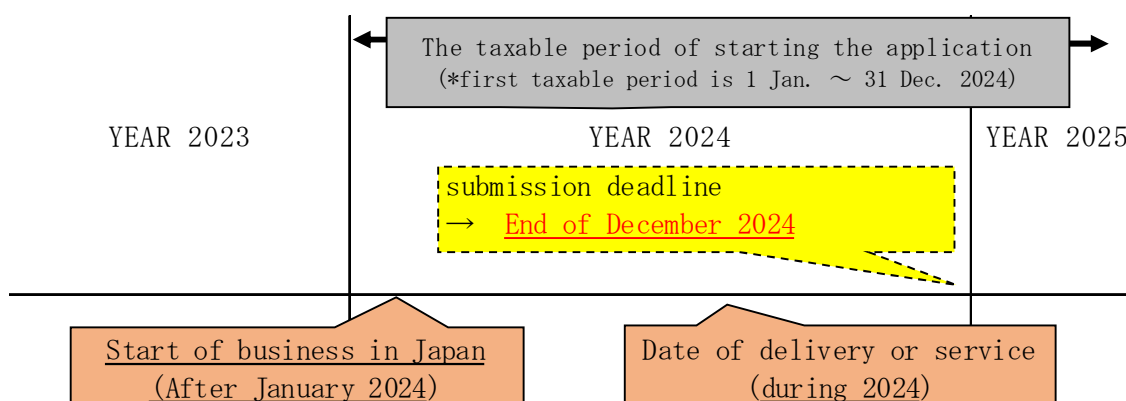 The taxable period of starting the application
(*first taxable period is 1 Jan. ～ 31 Dec. 2024)
YEAR 2023
YEAR 2024
YEAR 2025
submission deadline
→ End of December 2024
Start of business in Japan
(After January 2024)
Date of delivery or service
(during 2024)